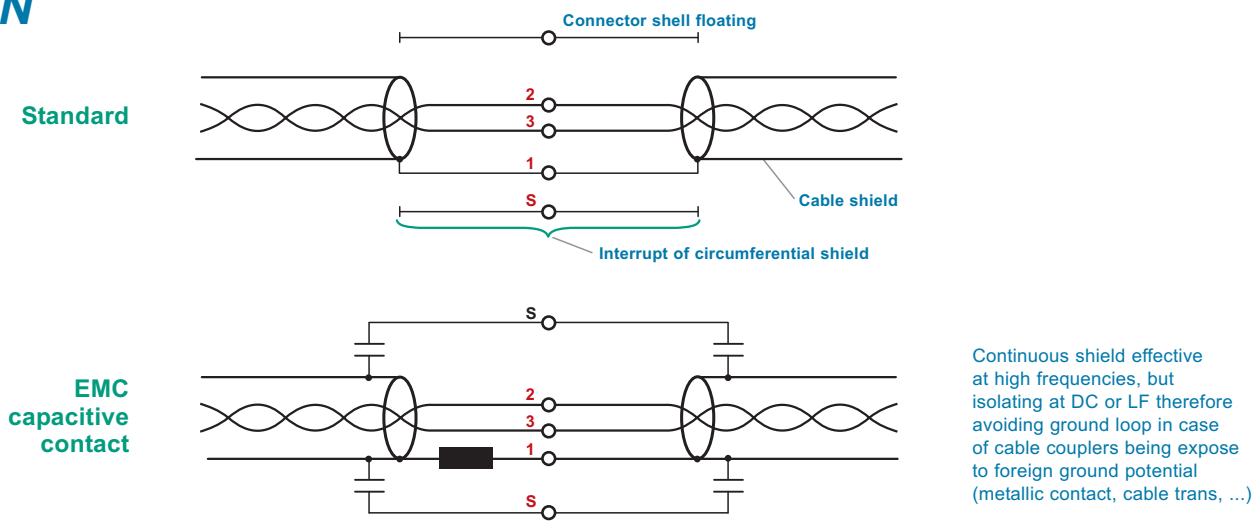 N
Connector shell floating
Standard
2
3
1
S
Cable shield
Interrupt of circumferential shield
S
EMC
capacitive
contact
2
3
1
S
Continuous shield effective
at high frequencies, but
isolating at DC or LF therefore
avoiding ground loop in case
of cable couplers being expose
to foreign ground potential
(metallic contact, cable trans, ...)